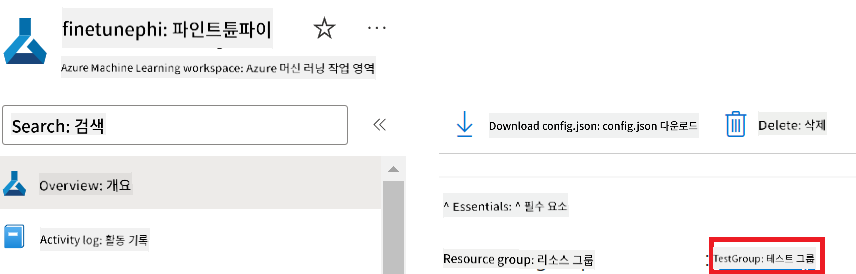 finetunephi: 파인트튠파이
Azure Machine Learning workspace: Azure 머신 러닝 작업 영역
Search: 검색
Overview: 개요
Activity log: 활동 기록
Download config.json: config.json 다운로드
Delete: 삭제
^ Essentials: ^ 필수 요소
Resource group: 리소스 그룹
: TestGroup: 테스트 그룹